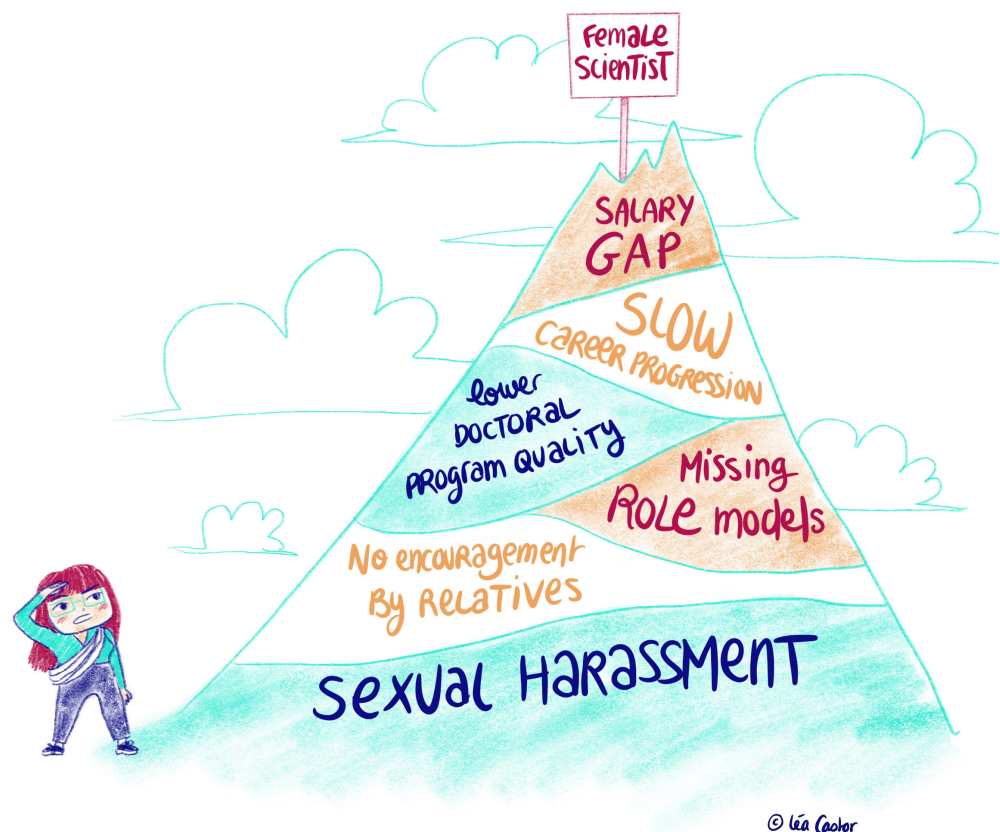 Female
Scientist
SALARY
GAP
SLOW
CAREER PROGRESSION
lower
DOCTORAL
PROgram QUALITY
Missing
ROLE models
No encouragement
By RELATIVES
Sexual HARASSMENT
© Léa Castor